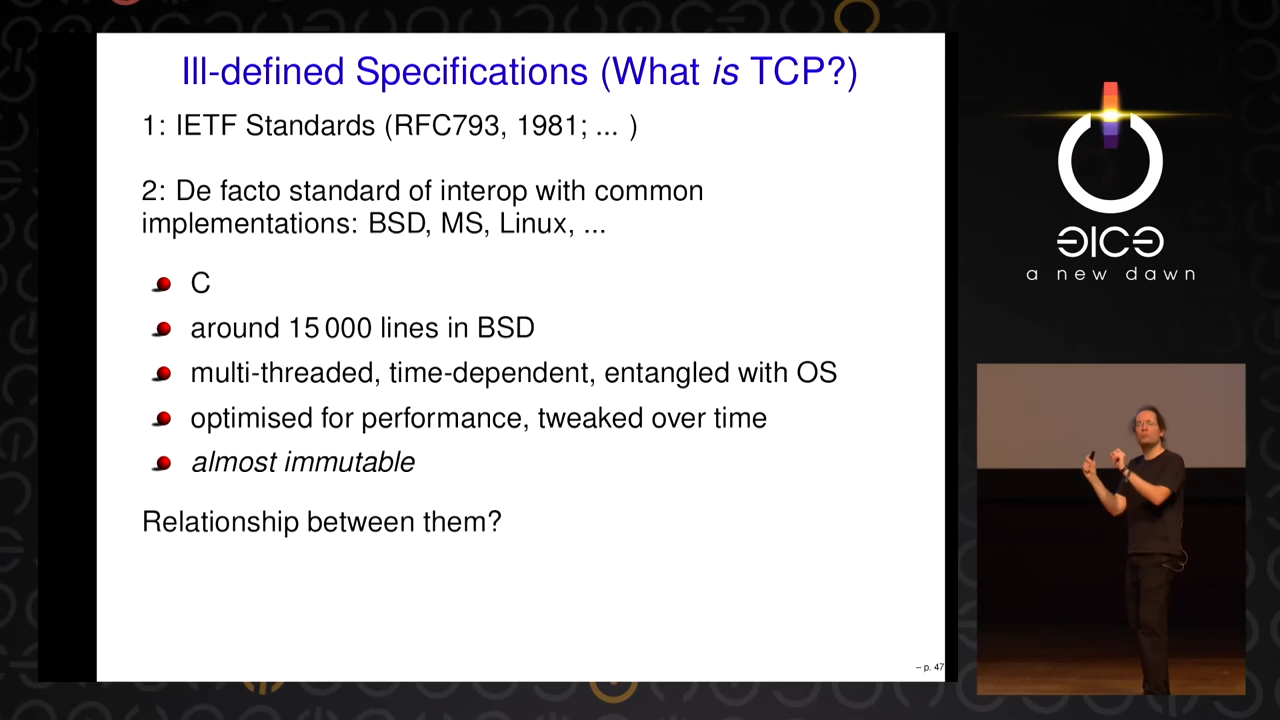 Ill-defined Specifications (What is TCP?)
1: IETF Standards (RFC793, 1981; ... )
2: De facto standard of interop with common
implementations: BSD, MS, Linux, ...
C
around 15 000 lines in BSD
multi-threaded, time-dependent, entangled with OS
optimised for performance, tweaked over time
almost immutable
Relationship between them?
– p. 47
31C3
a new dawn